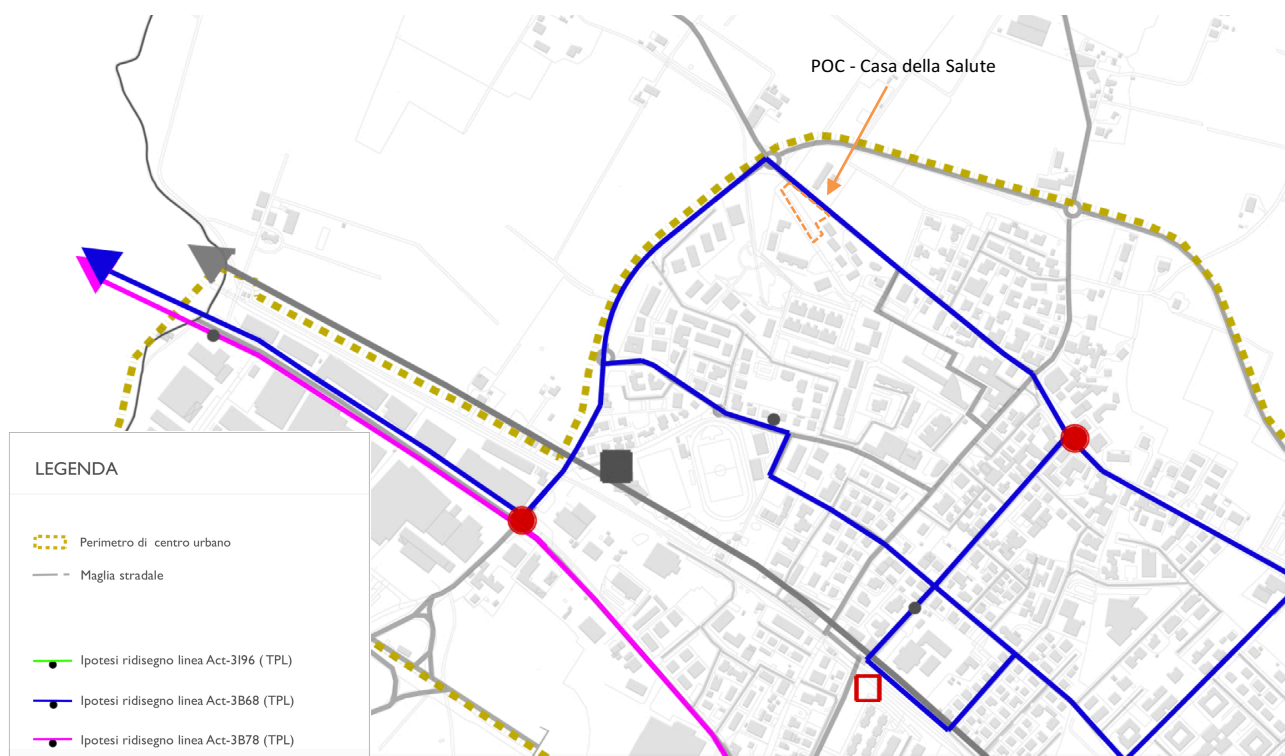 POC - Casa della Salute
LEGENDA
Perimetro di centro urbano
Maglia stradale
Ipotesi ridisegno linea Act-3I96 ( TPL)
Ipotesi ridisegno linea Act-3B68 (TPL)
Ipotesi ridisegno linea Act-3B78 (TPL)